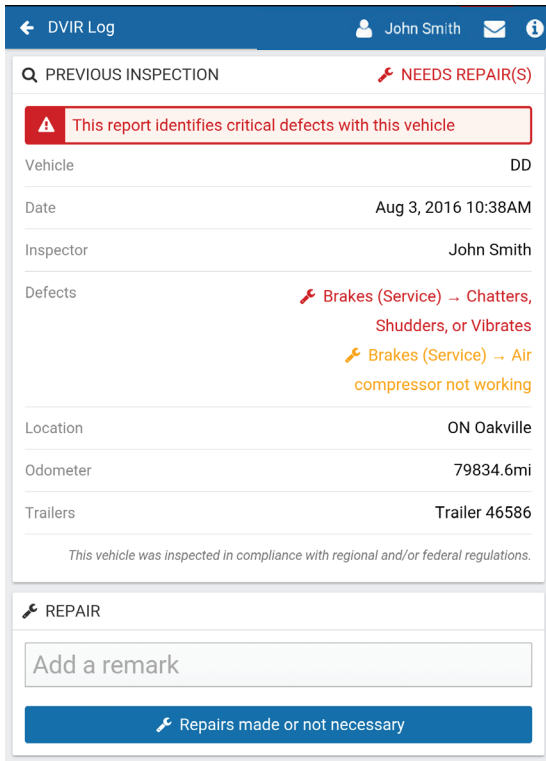 DVIR Log
John Smith
PREVIOUS INSPECTION
NEEDS REPAIR(S)
This report identifies critical defects with this vehicle
Vehicle DD
Date Aug 3, 2016 10:38AM
Inspector John Smith
Defects Brakes (Service) → Chatters,
Shudders, or Vibrates
Brakes (Service) → Air
compressor not working
Location ON Oakville
Odometer 79834.6mi
Trailers Trailer 46586
This vehicle was inspected in compliance with regional and/or federal regulations.
REPAIR
Add a remark
Repairs made or not necessary